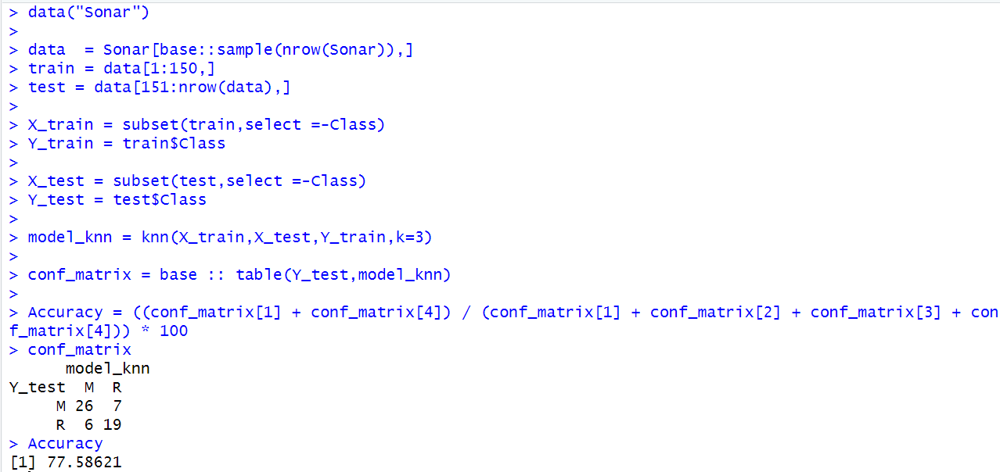 > data("Sonar")
>
> data  = Sonar[base::sample(nrow(Sonar)),]
> train = data[1:150,]
> test = data[151:nrow(data),]
>
> X_train = subset(train,select =-Class)
> Y_train = train$Class
>
> X_test = subset(test,select =-Class)
> Y_test = test$Class
>
> model_knn = knn(X_train,X_test,Y_train,k=3)
>
> conf_matrix = base :: table(Y_test,model_knn)
>
> Accuracy = ((conf_matrix[1] + conf_matrix[4]) / (conf_matrix[1] + conf_matrix[2] + conf_matrix[3] + con
f_matrix[4])) * 100
> conf_matrix
      model_knn
Y_test  M  R
     M 26  7
     R  6 19
> Accuracy
[1] 77.58621